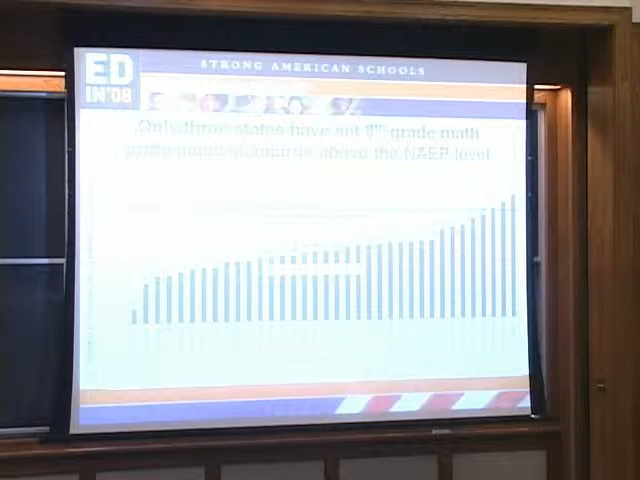 ED
IN'08
STRONG AMERICAN SCHOOLS
Only three states have set 8th grade math
proficiency standards above the NAEP level